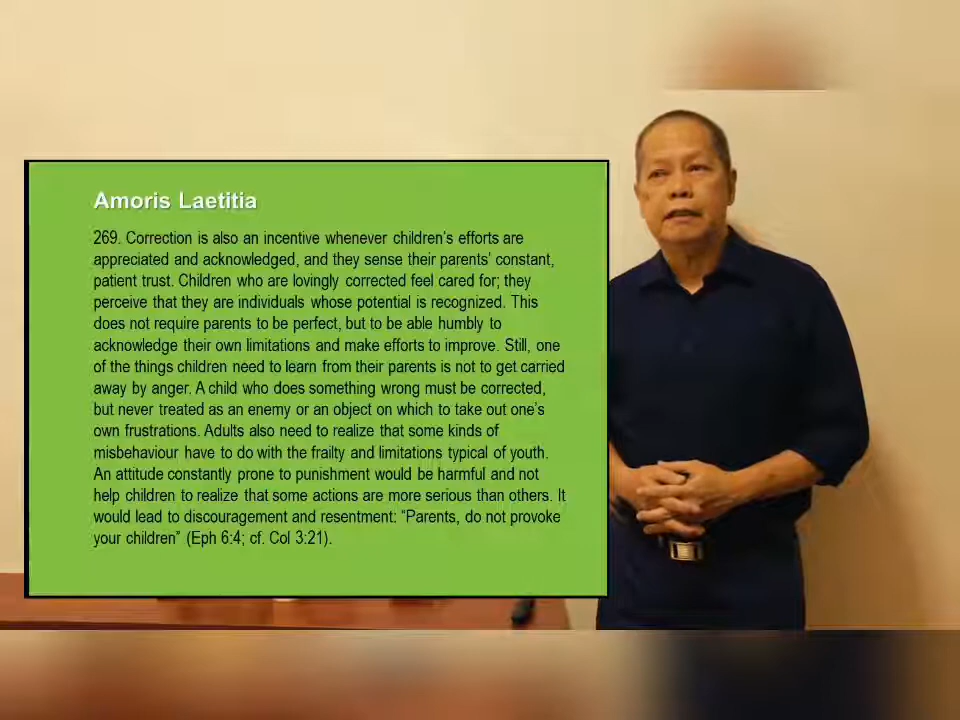 Amoris Laetitia
269. Correction is also an incentive whenever children's efforts are
appreciated and acknowledged, and they sense their parents' constant,
patient trust. Children who are lovingly corrected feel cared for; they
perceive that they are individuals whose potential is recognized. This
does not require parents to be perfect, but to be able humbly to
acknowledge their own limitations and make efforts to improve. Still, one
of the things children need to learn from their parents is not to get carried
away by anger. A child who does something wrong must be corrected,
but never treated as an enemy or an object on which to take out one's
own frustrations. Adults also need to realize that some kinds of
misbehaviour have to do with the frailty and limitations typical of youth.
An attitude constantly prone to punishment would be harmful and not
help children to realize that some actions are more serious than others. It
would lead to discouragement and resentment: “Parents, do not provoke
your children” (Eph 6:4; cf. Col 3:21).